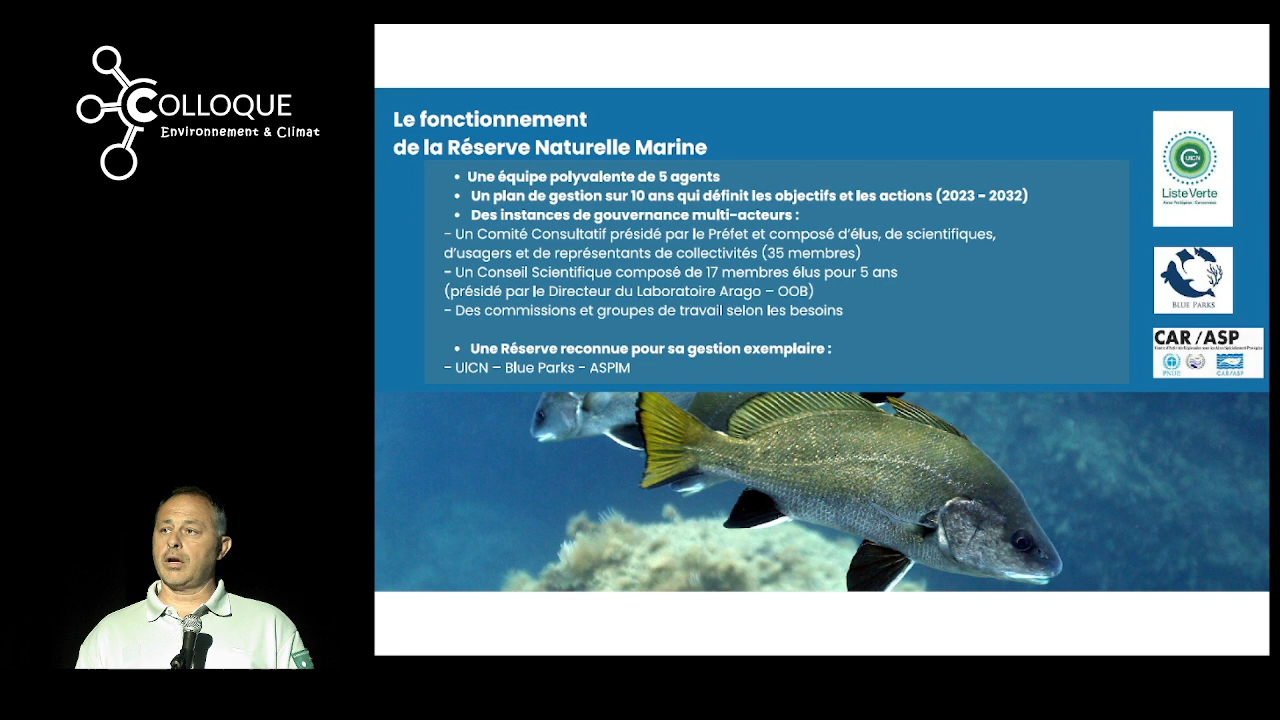 COLLOQUE
Environnement & Climat
Le fonctionnement
de la Réserve Naturelle Marine
• Une équipe polyvalente de 5 agents
• Un plan de gestion sur 10 ans qui définit les objectifs et les actions (2023 - 2032)
• Des instances de gouvernance multi-acteurs :
- Un Comité Consultatif présidé par le Préfet et composé d'élus, de scientifiques,
d'usagers et de représentants de collectivités (35 membres)
- Un Conseil Scientifique composé de 17 membres élus pour 5 ans
(présidé par le Directeur du Laboratoire Arago – OOB)
- Des commissions et groupes de travail selon les besoins
• Une Réserve reconnue pour sa gestion exemplaire :
- UICN – Blue Parks - ASPIM
UICN
Liste Verte
BLUE PARKS
CAR/ASP
PNUE
CAR/ASP